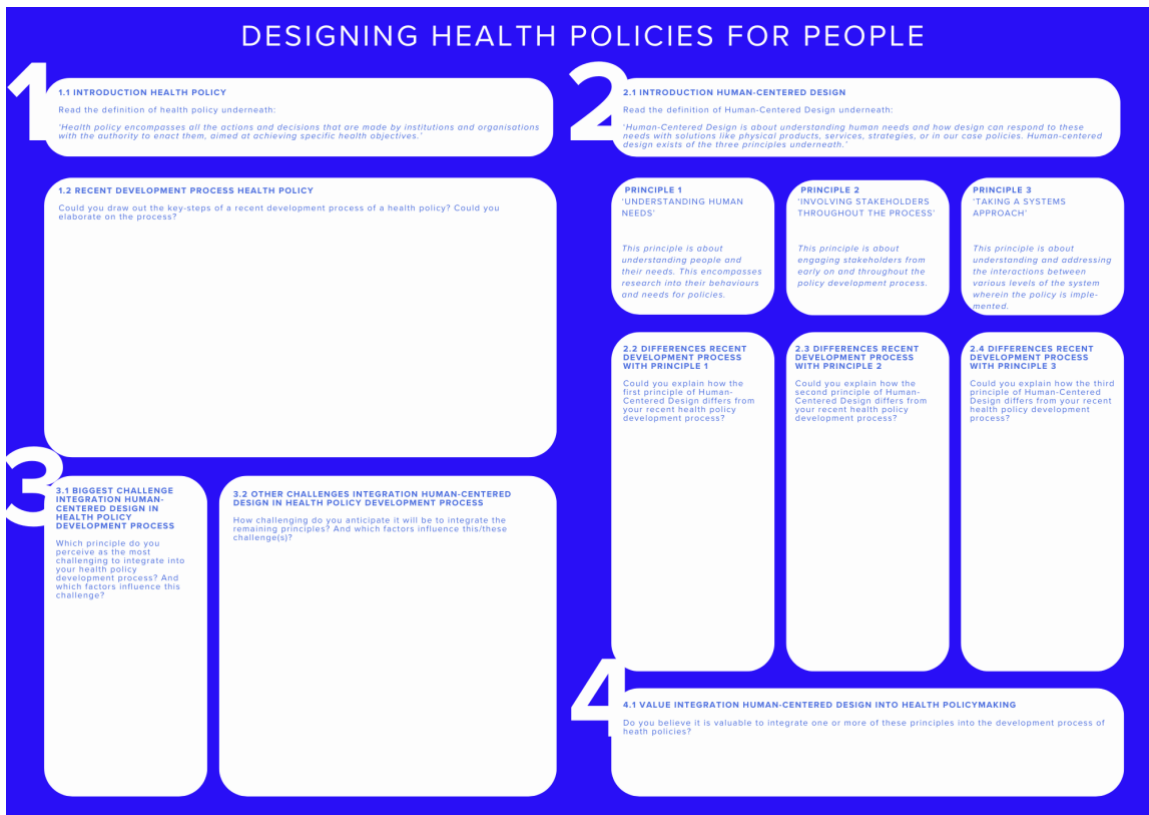 DESIGNING HEALTH POLICIES FOR PEOPLE
1
1.1 INTRODUCTION HEALTH POLICY
Read the definition of health policy underneath:
'Health policy encompasses all the actions and decisions that are made by institutions and organisations
with the authority to enact them, aimed at achieving specific health objectives.'
1.2 RECENT DEVELOPMENT PROCESS HEALTH POLICY
Could you draw out the key-steps of a recent development process of a health policy? Could you
elaborate on the process?
2
2.1 INTRODUCTION HUMAN-CENTERED DESIGN
Read the definition of Human-Centered Design underneath:
'Human-Centered Design is about understanding human needs and how design can respond to these
needs with solutions like physical products, services, strategies, or in our case policies. Human-centered
design exists of the three principles underneath.'
PRINCIPLE 1
'UNDERSTANDING HUMAN
NEEDS'
This principle is about
understanding people and
their needs. This encompasses
research into their behaviours
and needs for policies.
PRINCIPLE 2
'INVOLVING STAKEHOLDERS
THROUGHOUT THE PROCESS'
This principle is about
engaging stakeholders from
early on and throughout the
policy development process.
PRINCIPLE 3
'TAKING A SYSTEMS
APPROACH'
This principle is about
understanding and addressing
the interactions between
various levels of the system
wherein the policy is imple-
mented.
2.2 DIFFERENCES RECENT
DEVELOPMENT PROCESS
WITH PRINCIPLE 1
Could you explain how the
first principle of Human-
Centered Design differs from
your recent health policy
development process?
2.3 DIFFERENCES RECENT
DEVELOPMENT PROCESS
WITH PRINCIPLE 2
Could you explain how the
second principle of Human-
Centered Design differs from
your recent health policy
development process?
2.4 DIFFERENCES RECENT
DEVELOPMENT PROCESS
WITH PRINCIPLE 3
Could you explain how the third
principle of Human-Centered
Design differs from your recent
health policy development
process?
3
3.1 BIGGEST CHALLENGE
INTEGRATION HUMAN-
CENTERED DESIGN IN
HEALTH POLICY
DEVELOPMENT PROCESS
Which principle do you
perceive as the most
challenging to integrate into
your health policy
development process? And
which factors influence this
challenge?
3.2 OTHER CHALLENGES INTEGRATION HUMAN-CENTERED
DESIGN IN HEALTH POLICY DEVELOPMENT PROCESS
How challenging do you anticipate it will be to integrate the
remaining principles? And which factors influence this/these
challenge(s)?
4
4.1 VALUE INTEGRATION HUMAN-CENTERED DESIGN INTO HEALTH POLICYMAKING
Do you believe it is valuable to integrate one or more of these principles into the development process of
heath policies?